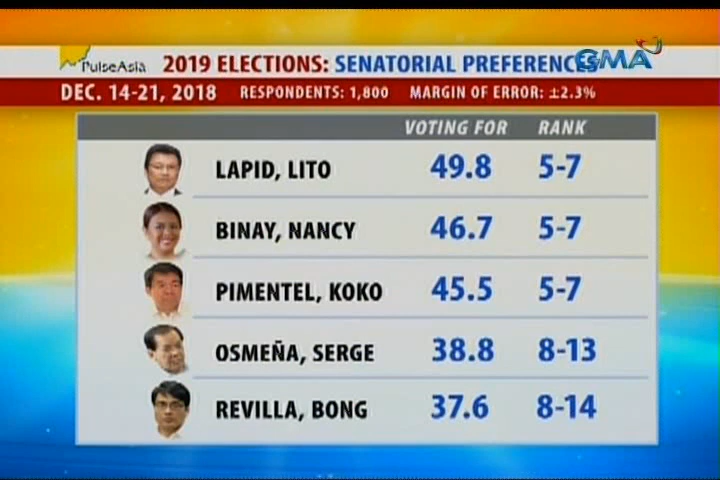 PulseAsia
2019 ELECTIONS: SENATORIAL PREFERENCES
GMA
DEC. 14-21, 2018 RESPONDENTS: 1,800 MARGIN OF ERROR: ±2.3%
VOTING FOR RANK
LAPID, LITO 49.8 5-7
BINAY, NANCY 46.7 5-7
PIMENTEL, KOKO 45.5 5-7
OSMEÑA, SERGE 38.8 8-13
REVILLA, BONG 37.6 8-14